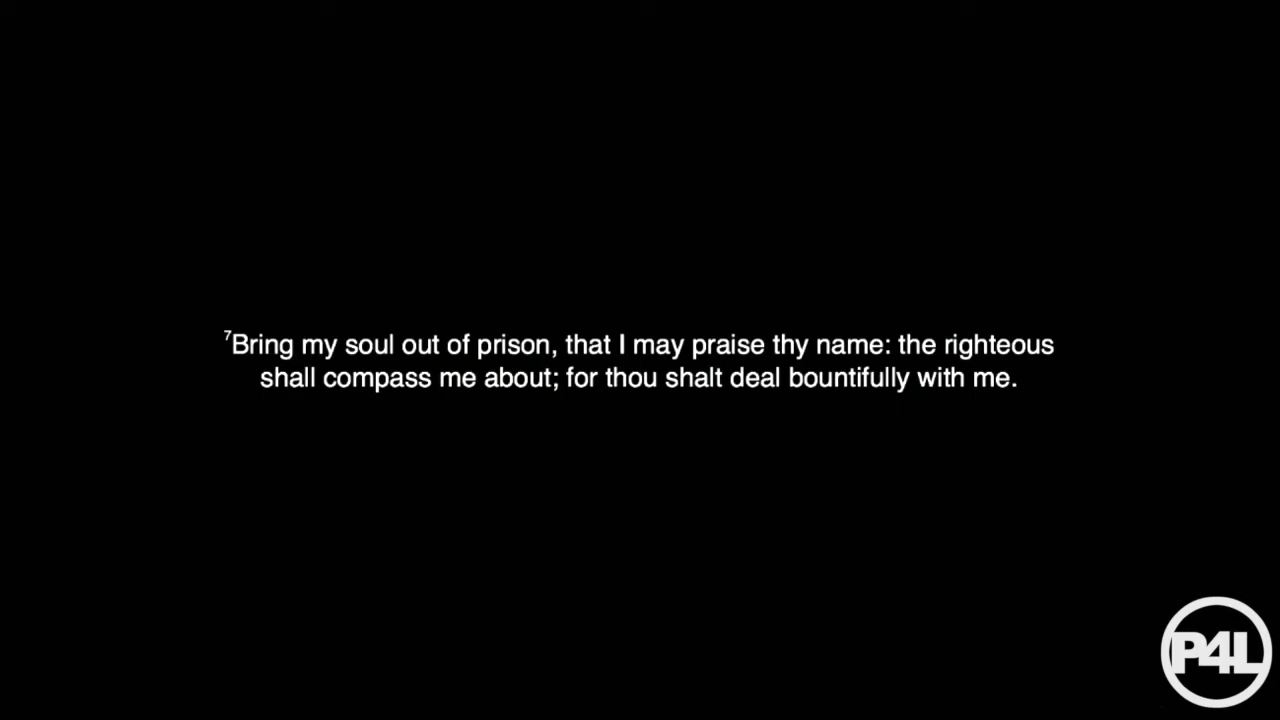 ⁷Bring my soul out of prison, that I may praise thy name: the righteous
shall compass me about; for thou shalt deal bountifully with me.
P4L